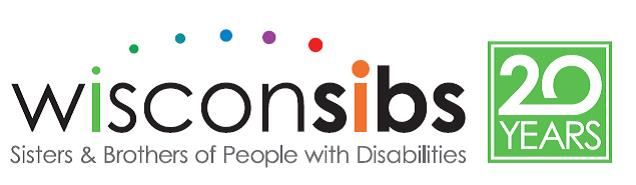 wisconsibs
Sisters & Brothers of People with Disabilities
20
YEARS